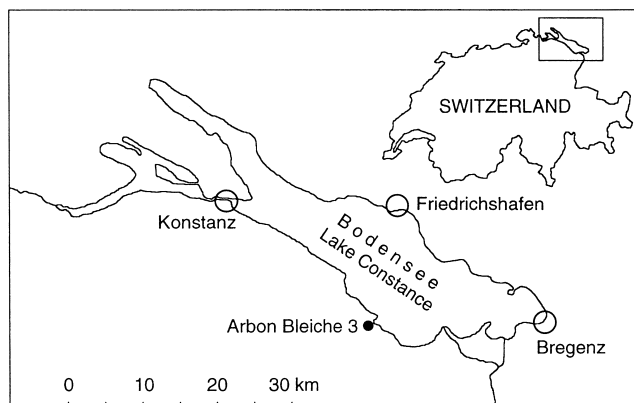 SWITZERLAND
Konstanz
Friedrichshafen
Bodensee
Lake Constance
Arbon Bleiche 3
Bregenz
0 10 20 30 km